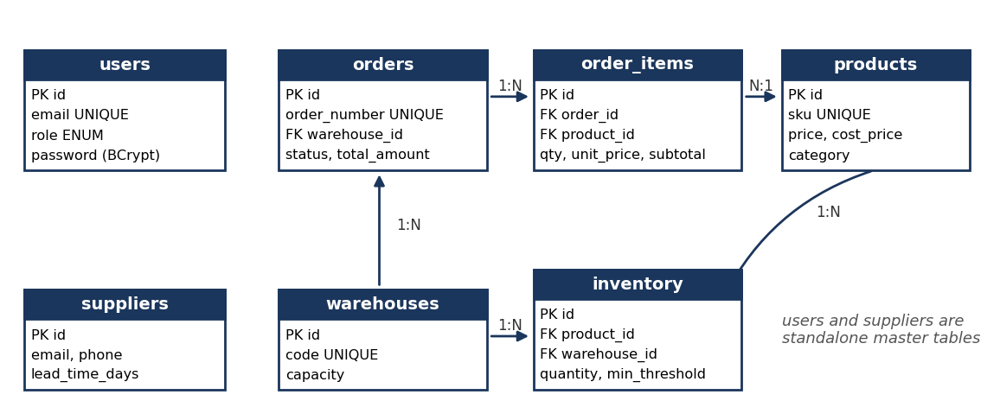 users
PK id
email UNIQUE
role ENUM
password (BCrypt)
orders
PK id
order_number UNIQUE
FK warehouse_id
status, total_amount
1:N
order_items
PK id
FK order_id
FK product_id
qty, unit_price, subtotal
N:1
products
PK id
sku UNIQUE
price, cost_price
category
1:N
1:N
suppliers
PK id
email, phone
lead_time_days
warehouses
PK id
code UNIQUE
capacity
1:N
inventory
PK id
FK product_id
FK warehouse_id
quantity, min_threshold
users and suppliers are
standalone master tables